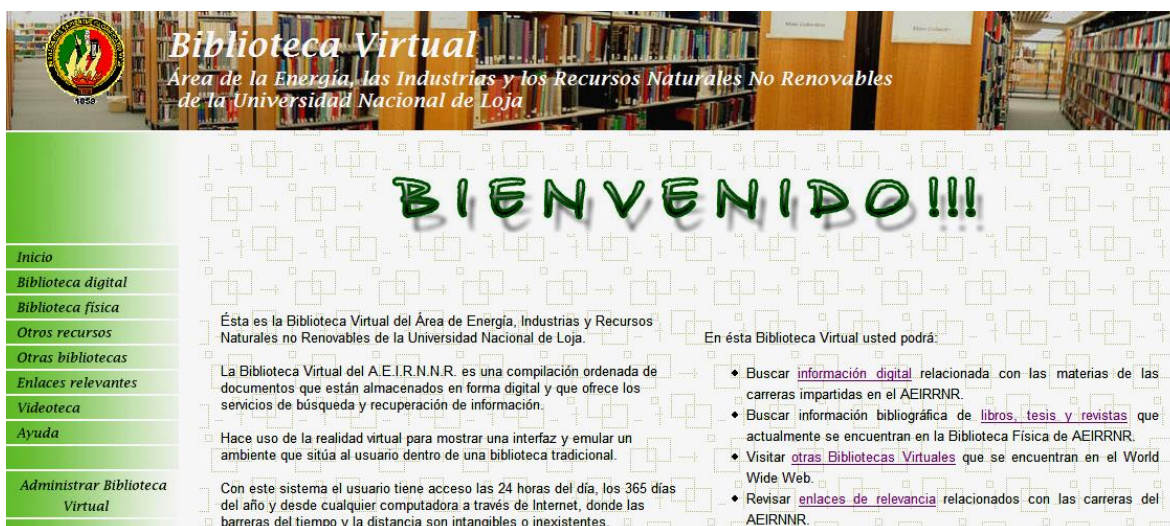 Biblioteca Virtual
Área de la Energía, las Industrias y los Recursos Naturales No Renovables
de la Universidad Nacional de Loja
1859
BIENVENIDO!!!
Inicio
Biblioteca digital
Biblioteca física
Otros recursos
Otras bibliotecas
Enlaces relevantes
Videoteca
Ayuda
Administrar Biblioteca
Virtual
Ésta es la Biblioteca Virtual del Área de Energía, Industrias y Recursos
Naturales no Renovables de la Universidad Nacional de Loja.
La Biblioteca Virtual del A.E.I.R.N.N.R. es una compilación ordenada de
documentos que están almacenados en forma digital y que ofrece los
servicios de búsqueda y recuperación de información.
Hace uso de la realidad virtual para mostrar una interfaz y emular un
ambiente que sitúa al usuario dentro de una biblioteca tradicional.
Con este sistema el usuario tiene acceso las 24 horas del día, los 365 días
del año y desde cualquier computadora a través de Internet, donde las
barreras del tiempo y la distancia son intangibles o inexistentes.
En ésta Biblioteca Virtual usted podrá:
Buscar información digital relacionada con las materias de las
carreras impartidas en el AEIRNNR.
Buscar información bibliográfica de libros, tesis y revistas que
actualmente se encuentran en la Biblioteca Física de AEIRRNR.
Visitar otras Bibliotecas Virtuales que se encuentran en el World
Wide Web.
Revisar enlaces de relevancia relacionados con las carreras del
AEIRNNR.